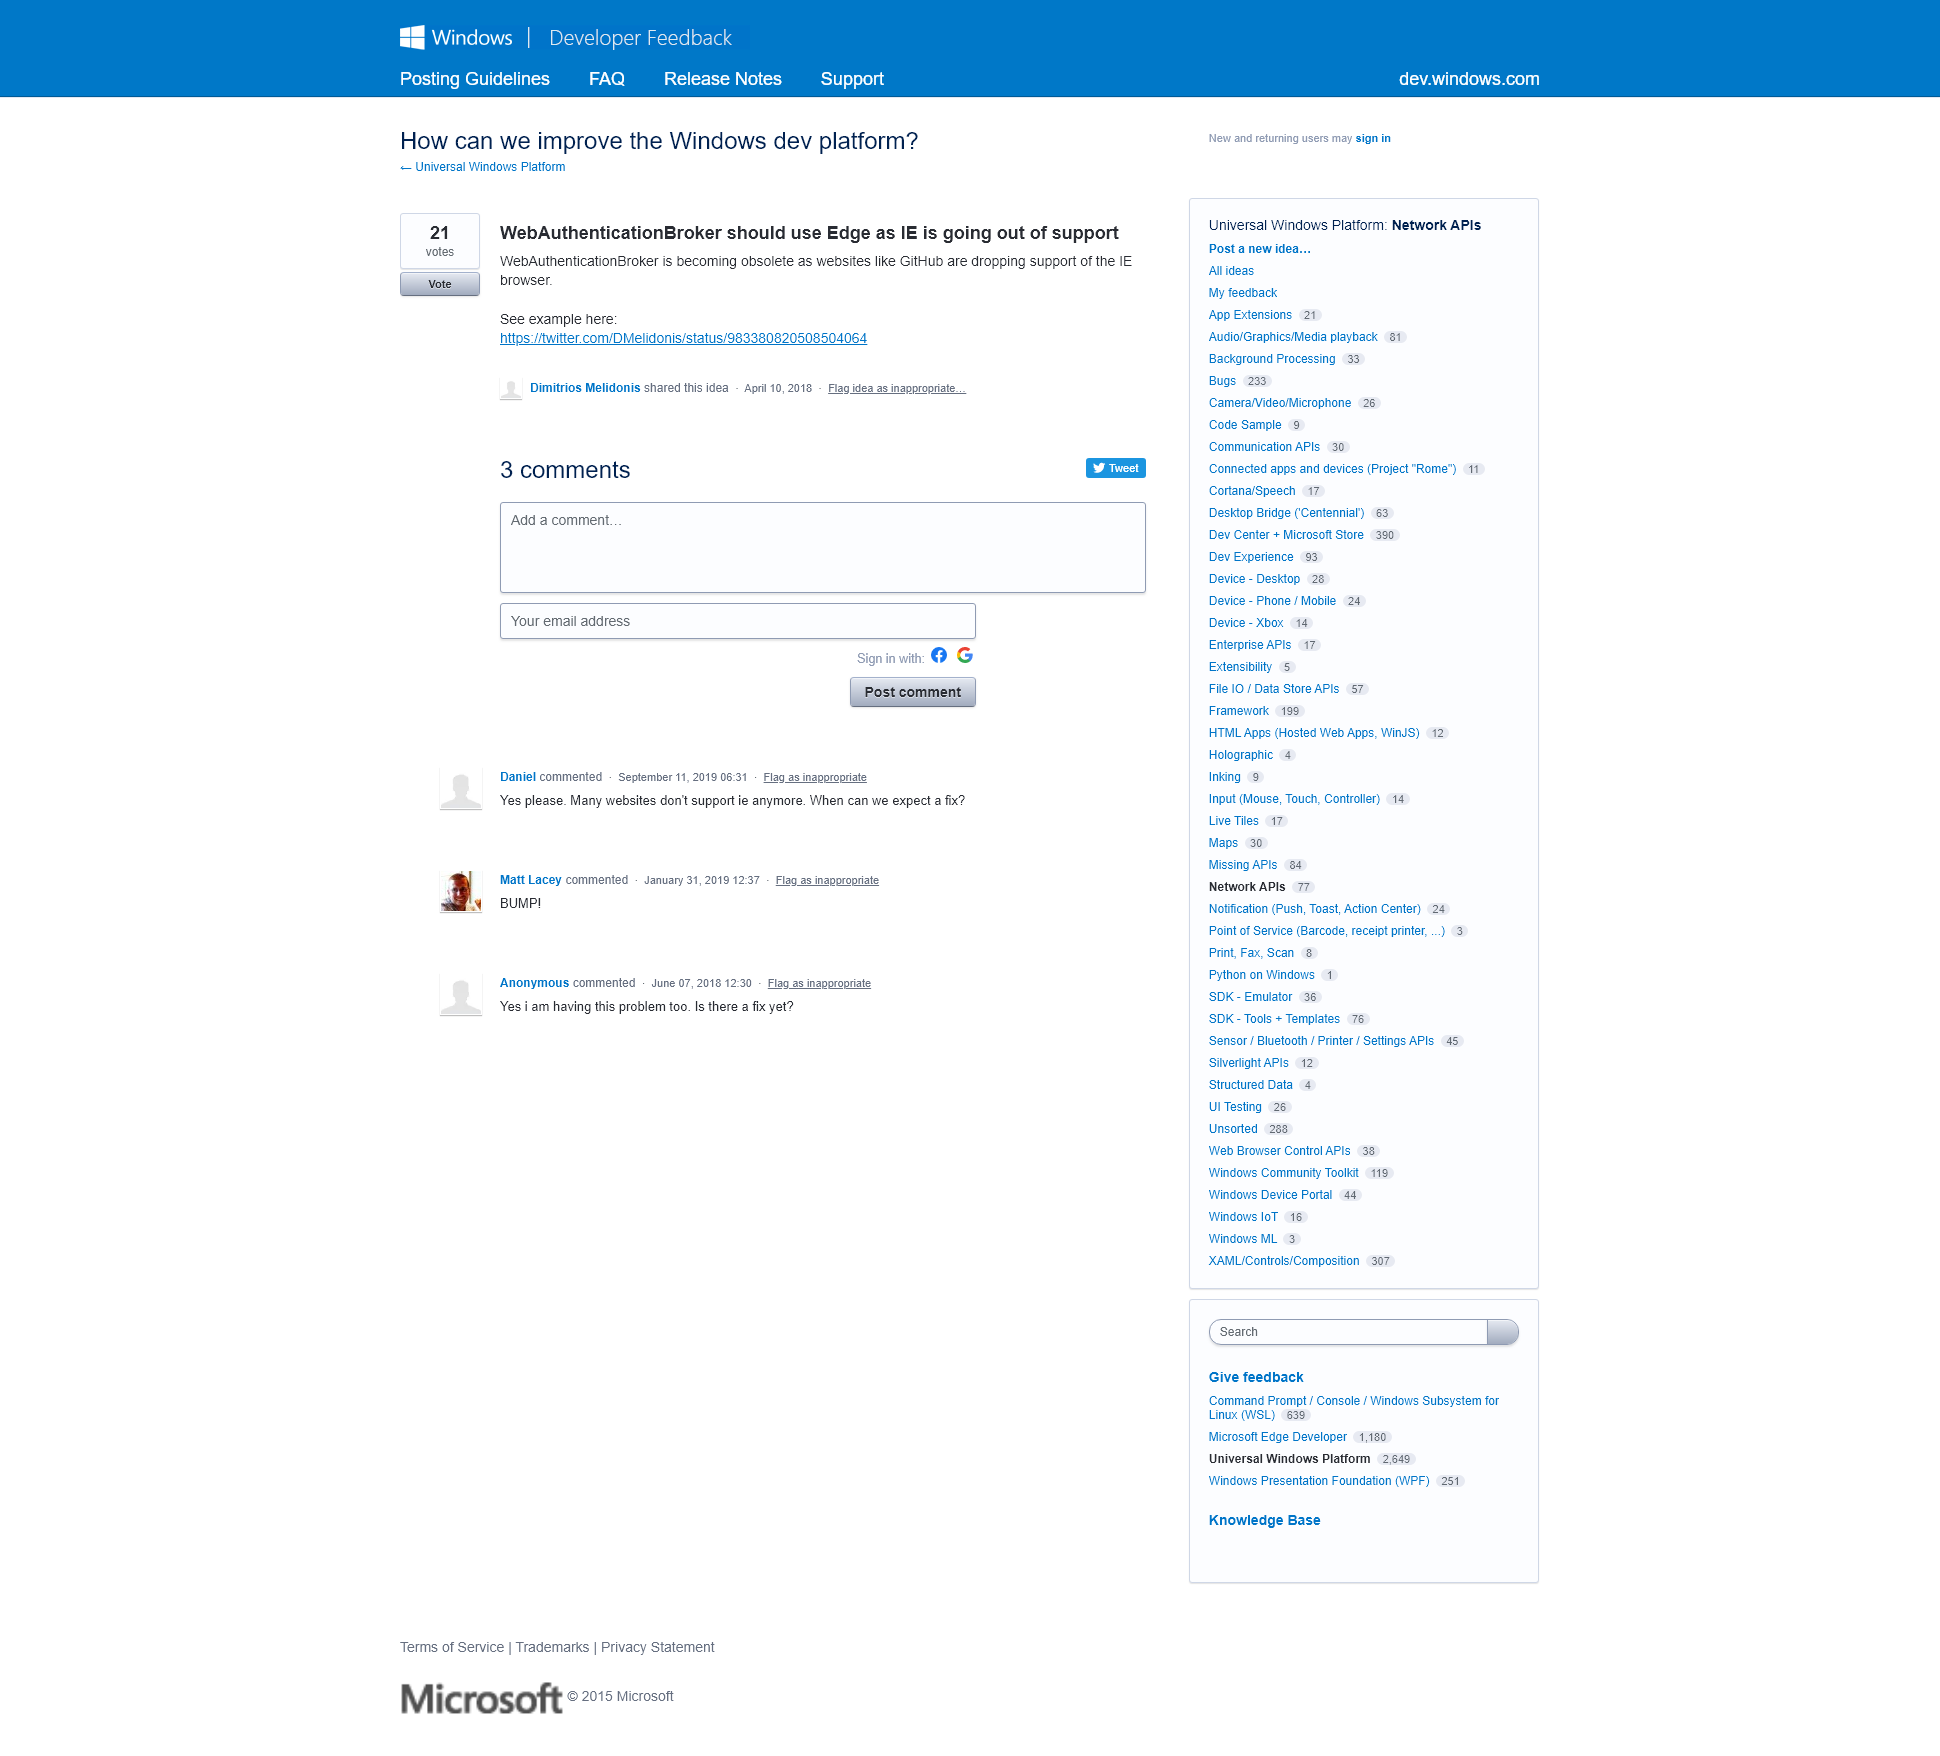 Windows | Developer Feedback
Posting Guidelines FAQ Release Notes Support dev.windows.com
How can we improve the Windows dev platform?
← Universal Windows Platform
New and returning users may sign in
21
votes
Vote
WebAuthenticationBroker should use Edge as IE is going out of support
WebAuthenticationBroker is becoming obsolete as websites like GitHub are dropping support of the IE
browser.
See example here:
https://twitter.com/DMelidonis/status/983380820508504064
Dimitrios Melidonis shared this idea · April 10, 2018 · Flag idea as inappropriate…
3 comments
Tweet
Add a comment…
Your email address
Sign in with:
Post comment
Daniel commented · September 11, 2019 06:31 · Flag as inappropriate
Yes please. Many websites don't support ie anymore. When can we expect a fix?
Matt Lacey commented · January 31, 2019 12:37 · Flag as inappropriate
BUMP!
Anonymous commented · June 07, 2018 12:30 · Flag as inappropriate
Yes i am having this problem too. Is there a fix yet?
Universal Windows Platform: Network APIs
Post a new idea…
All ideas
My feedback
App Extensions 21
Audio/Graphics/Media playback 81
Background Processing 33
Bugs 233
Camera/Video/Microphone 26
Code Sample 9
Communication APIs 30
Connected apps and devices (Project "Rome") 11
Cortana/Speech 17
Desktop Bridge ('Centennial') 63
Dev Center + Microsoft Store 390
Dev Experience 93
Device - Desktop 28
Device - Phone / Mobile 24
Device - Xbox 14
Enterprise APIs 17
Extensibility 5
File IO / Data Store APIs 57
Framework 199
HTML Apps (Hosted Web Apps, WinJS) 12
Holographic 4
Inking 9
Input (Mouse, Touch, Controller) 14
Live Tiles 17
Maps 30
Missing APIs 84
Network APIs 77
Notification (Push, Toast, Action Center) 24
Point of Service (Barcode, receipt printer, ...) 3
Print, Fax, Scan 8
Python on Windows 1
SDK - Emulator 36
SDK - Tools + Templates 76
Sensor / Bluetooth / Printer / Settings APIs 45
Silverlight APIs 12
Structured Data 4
UI Testing 26
Unsorted 288
Web Browser Control APIs 38
Windows Community Toolkit 119
Windows Device Portal 44
Windows IoT 16
Windows ML 3
XAML/Controls/Composition 307
Search
Give feedback
Command Prompt / Console / Windows Subsystem for
Linux (WSL) 639
Microsoft Edge Developer 1,180
Universal Windows Platform 2,649
Windows Presentation Foundation (WPF) 251
Knowledge Base
Terms of Service | Trademarks | Privacy Statement
Microsoft © 2015 Microsoft